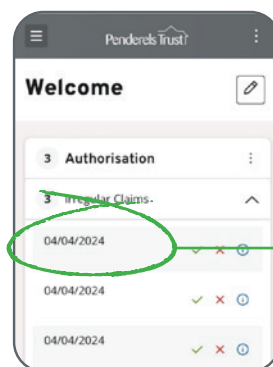 Penderels Trust
Welcome
3 Authorisation
3 Irregular Claims
04/04/2024
04/04/2024
04/04/2024